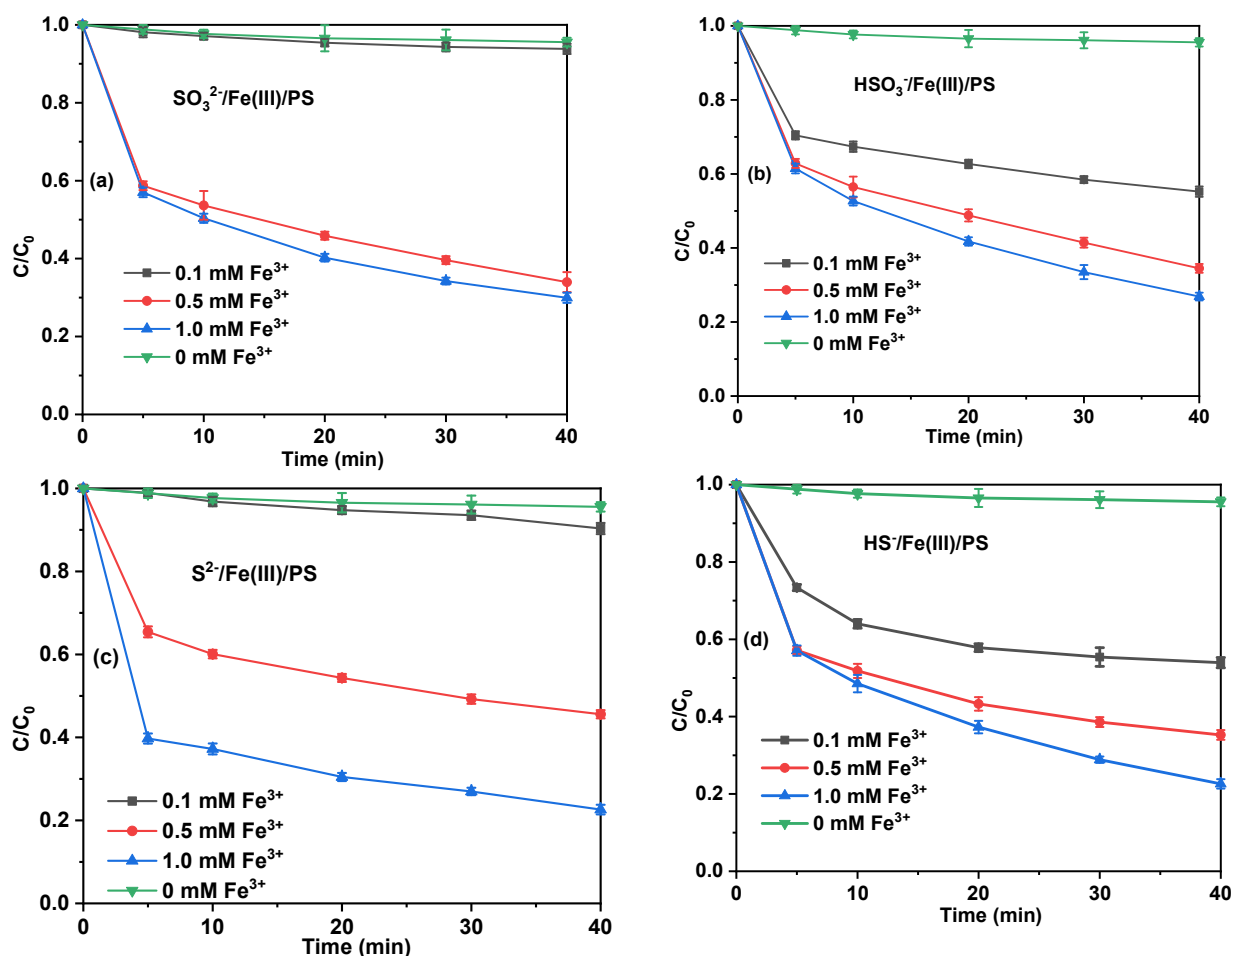 1.0
0.8
0.6
0.4
0.2
0.0
C/C₀
SO₃²⁻/Fe(III)/PS
(a)
0.1 mM Fe³⁺
0.5 mM Fe³⁺
1.0 mM Fe³⁺
0 mM Fe³⁺
0 10 20 30 40
Time (min)
1.0
0.8
0.6
0.4
0.2
0.0
C/C₀
HSO₃⁻/Fe(III)/PS
(b)
0.1 mM Fe³⁺
0.5 mM Fe³⁺
1.0 mM Fe³⁺
0 mM Fe³⁺
0 10 20 30 40
Time (min)
1.0
0.8
0.6
0.4
0.2
0.0
C/C₀
S²⁻/Fe(III)/PS
(c)
0.1 mM Fe³⁺
0.5 mM Fe³⁺
1.0 mM Fe³⁺
0 mM Fe³⁺
0 10 20 30 40
Time (min)
1.0
0.8
0.6
0.4
0.2
0.0
C/C₀
HS⁻/Fe(III)/PS
(d)
0.1 mM Fe³⁺
0.5 mM Fe³⁺
1.0 mM Fe³⁺
0 mM Fe³⁺
0 10 20 30 40
Time (min)